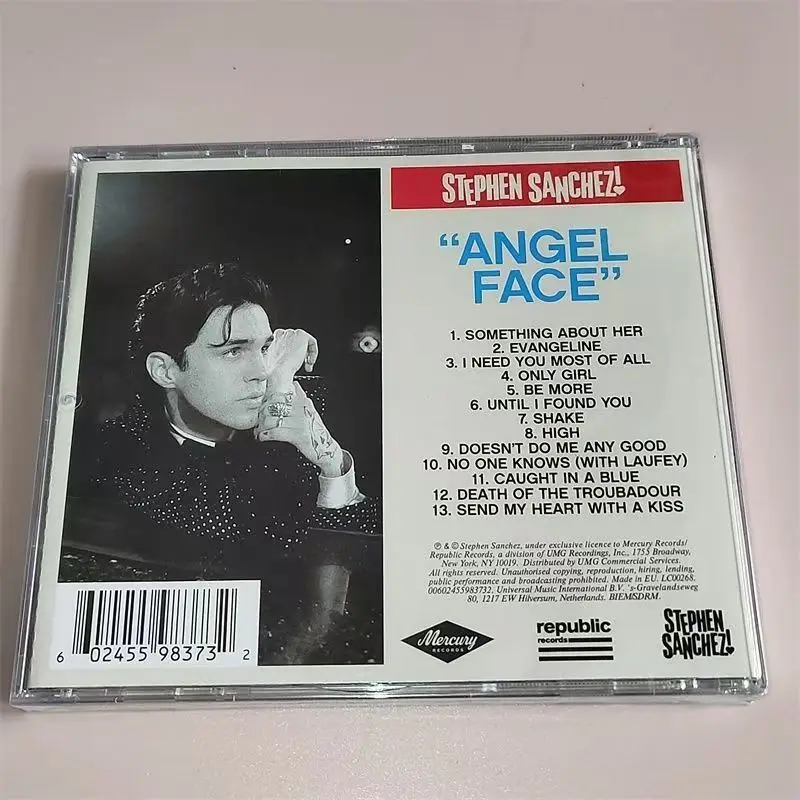 STEPHEN SANCHEZ!
“ANGEL
FACE”
1. SOMETHING ABOUT HER
2. EVANGELINE
3. I NEED YOU MOST OF ALL
4. ONLY GIRL
5. BE MORE
6. UNTIL I FOUND YOU
7. SHAKE
8. HIGH
9. DOESN'T DO ME ANY GOOD
10. NO ONE KNOWS (WITH LAUFEY)
11. CAUGHT IN A BLUE
12. DEATH OF THE TROUBADOUR
13. SEND MY HEART WITH A KISS
℗ & © Stephen Sanchez, under exclusive licence to Mercury Records/
Republic Records, a division of UMG Recordings, Inc., 1755 Broadway,
New York, NY 10019. Distributed by UMG Commercial Services.
All rights reserved. Unauthorised copying, reproduction, hiring, lending,
public performance and broadcasting prohibited. Made in EU. LC00268.
00602455983732. Universal Music International B.V. 's-Gravelandseweg
80, 1217 EW Hilversum, Netherlands. BIEM/SDRM.
6 02455 98373 2
Mercury
RECORDS
republic
records
STEPHEN
SANCHEZ!